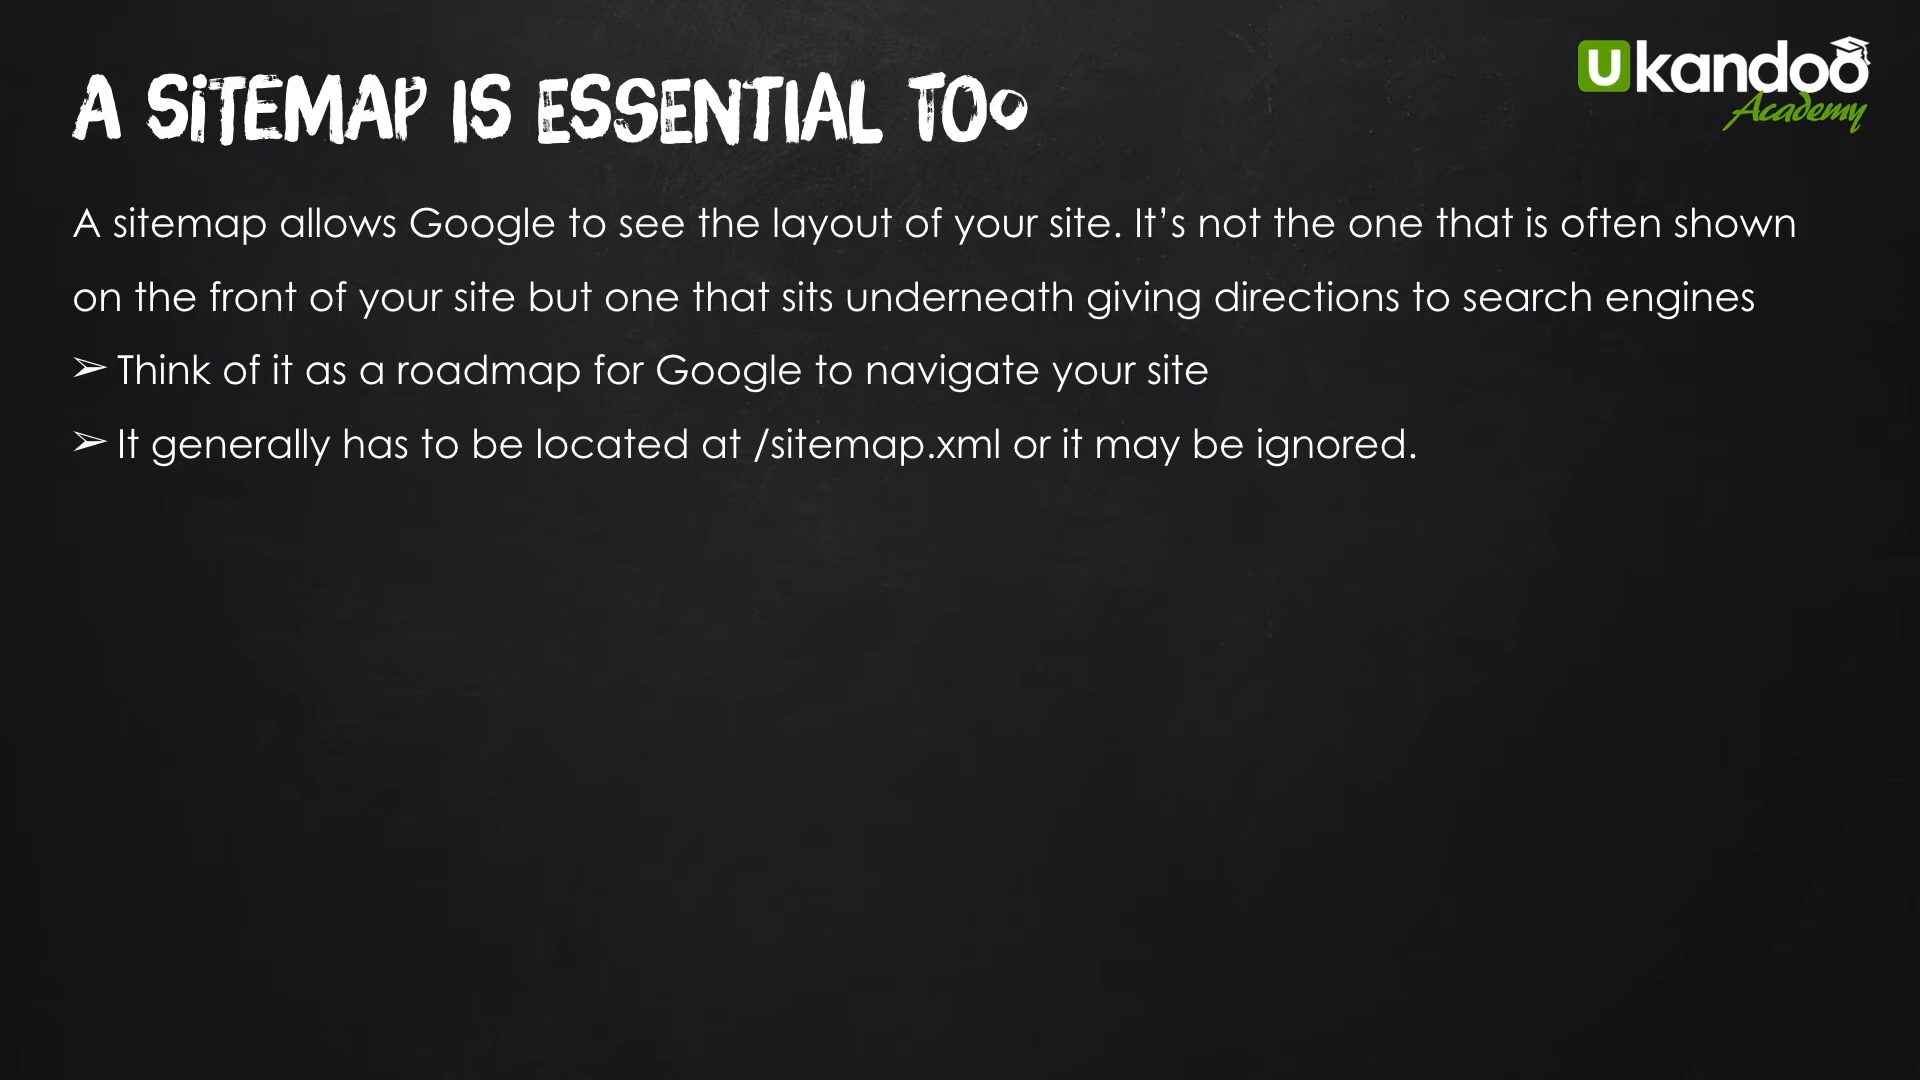 A SiTEMAP IS ESSENTIAL TOo
Ukandoo
Academy
A sitemap allows Google to see the layout of your site. It’s not the one that is often shown
on the front of your site but one that sits underneath giving directions to search engines
➢ Think of it as a roadmap for Google to navigate your site
➢ It generally has to be located at /sitemap.xml or it may be ignored.